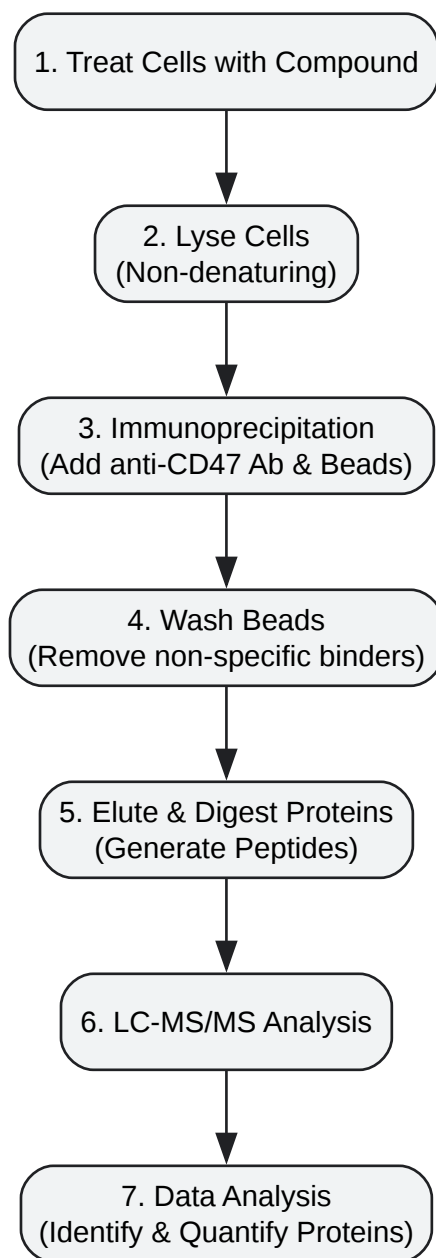 1. Treat Cells with Compound
2. Lyse Cells
(Non-denaturing)
3. Immunoprecipitation
(Add anti-CD47 Ab & Beads)
4. Wash Beads
(Remove non-specific binders)
5. Elute & Digest Proteins
(Generate Peptides)
6. LC-MS/MS Analysis
7. Data Analysis
(Identify & Quantify Proteins)